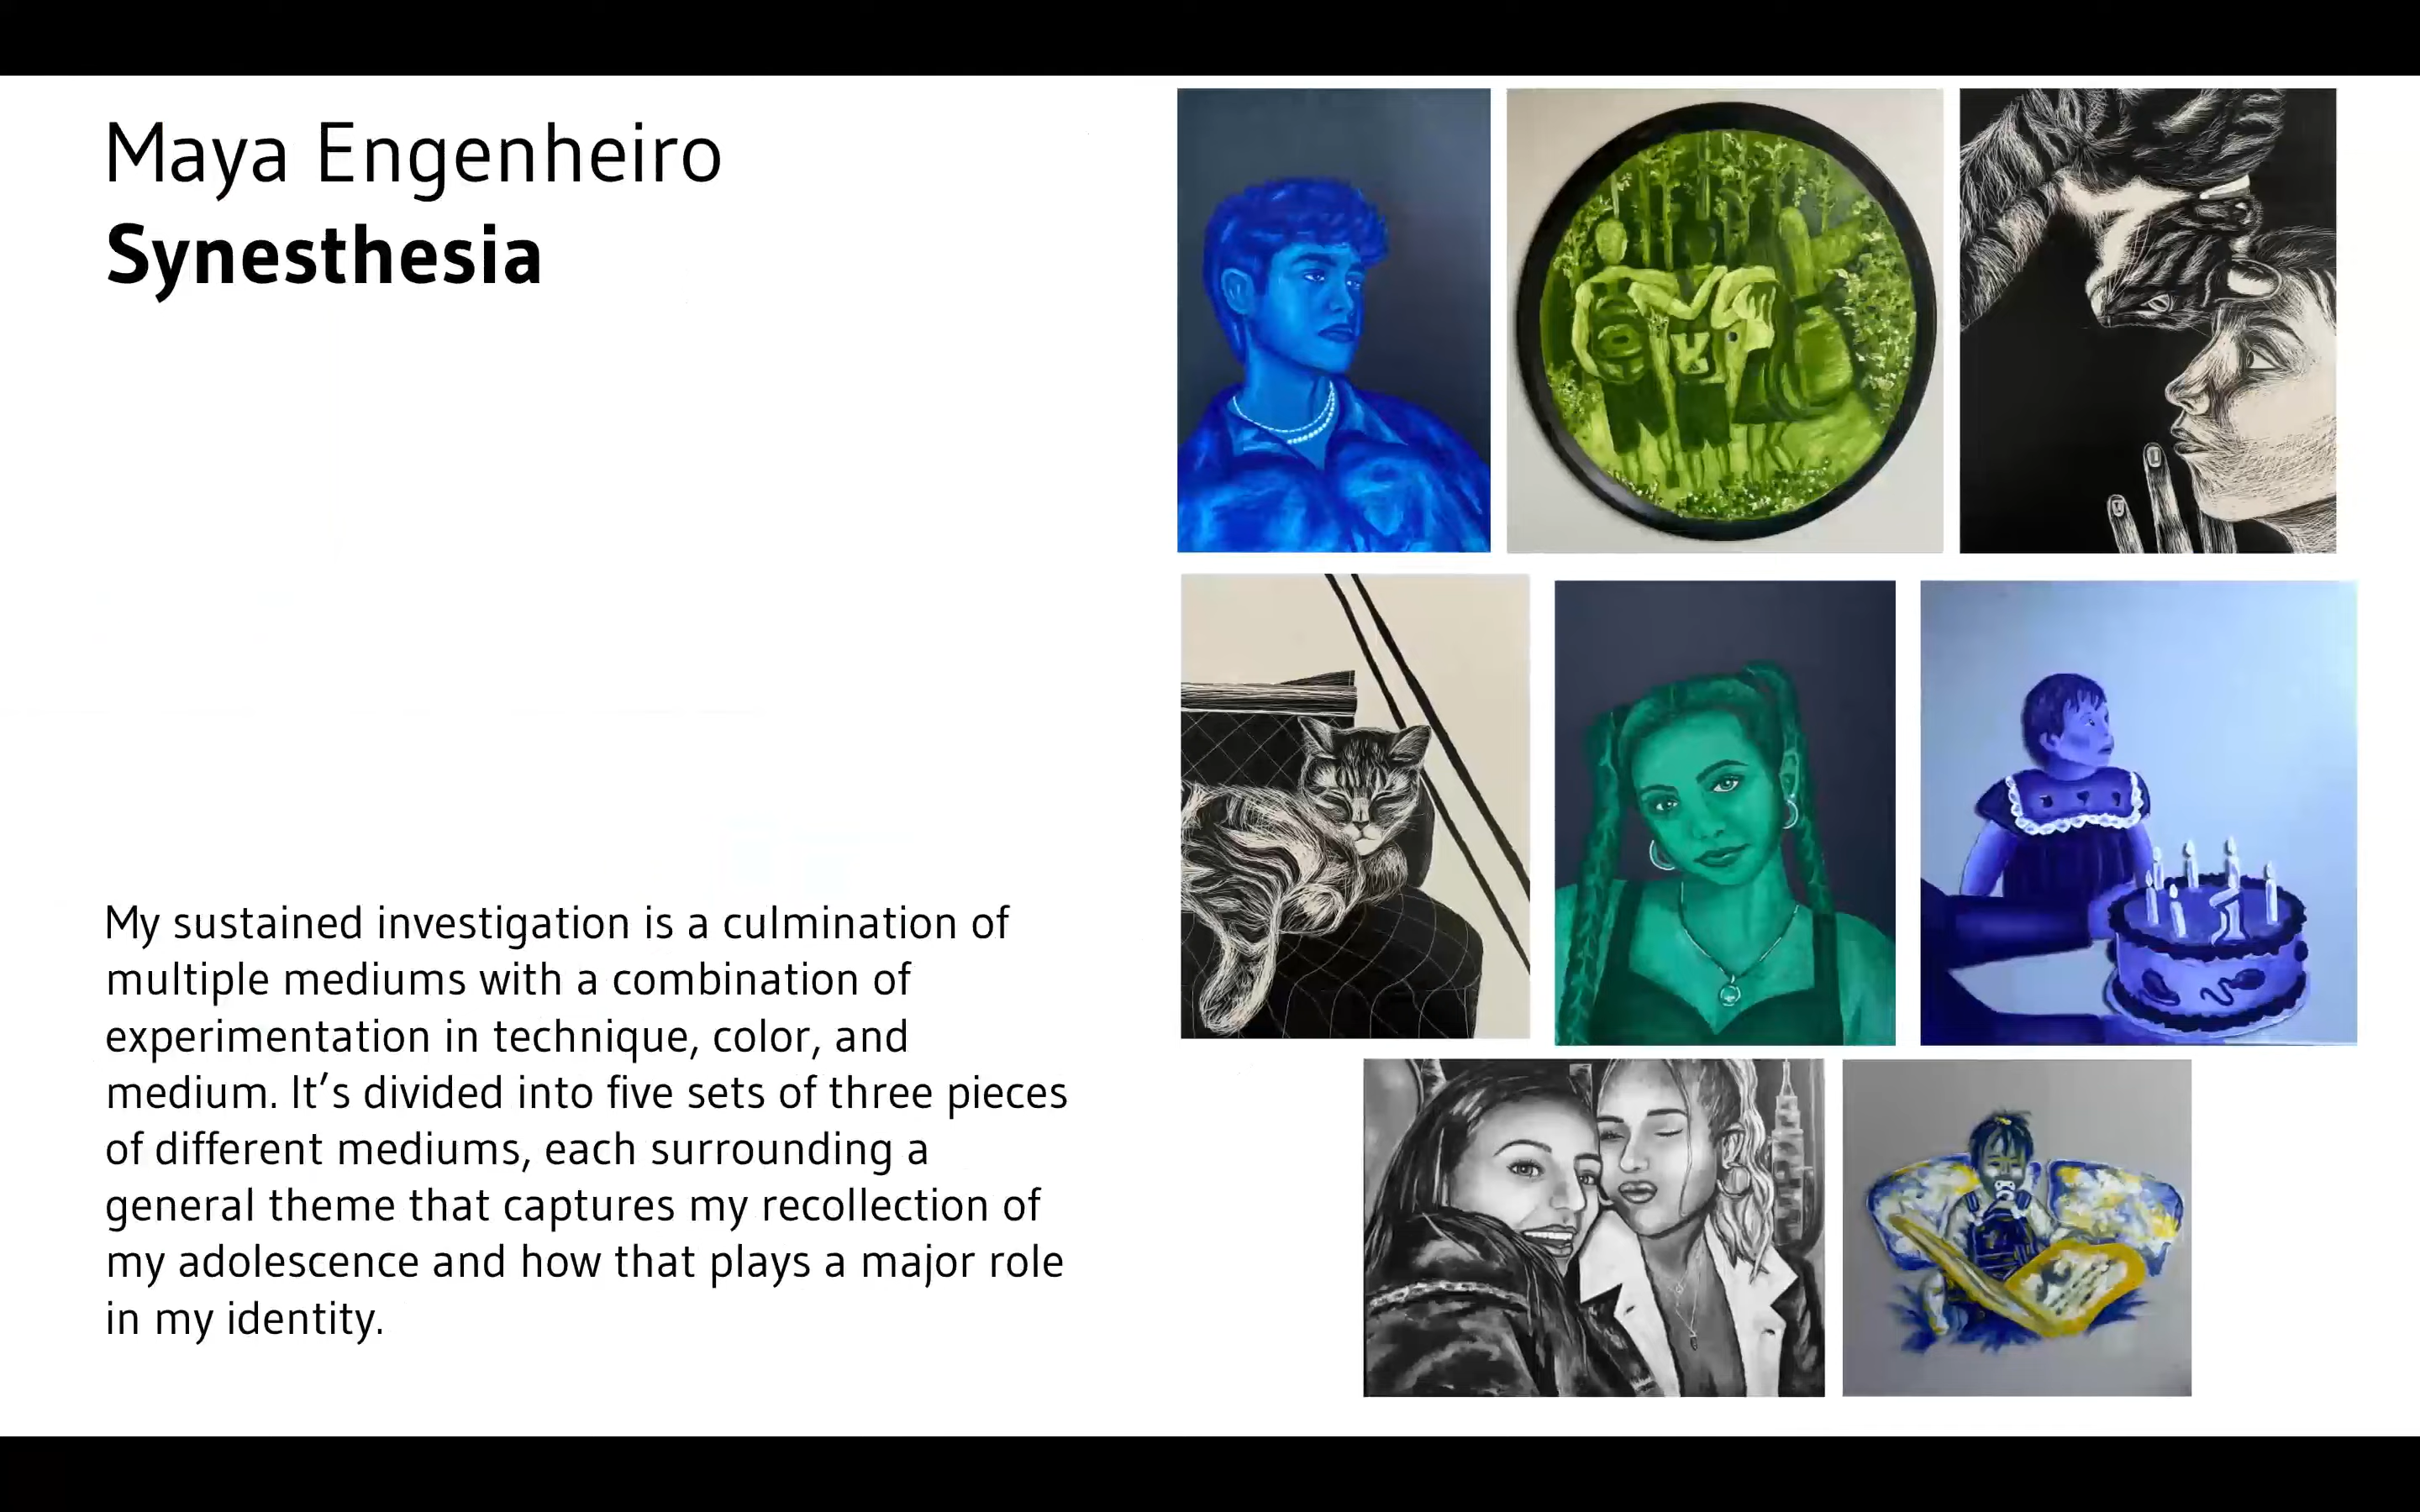 Maya Engenheiro
Synesthesia
My sustained investigation is a culmination of
multiple mediums with a combination of
experimentation in technique, color, and
medium. It’s divided into five sets of three pieces
of different mediums, each surrounding a
general theme that captures my recollection of
my adolescence and how that plays a major role
in my identity.
1